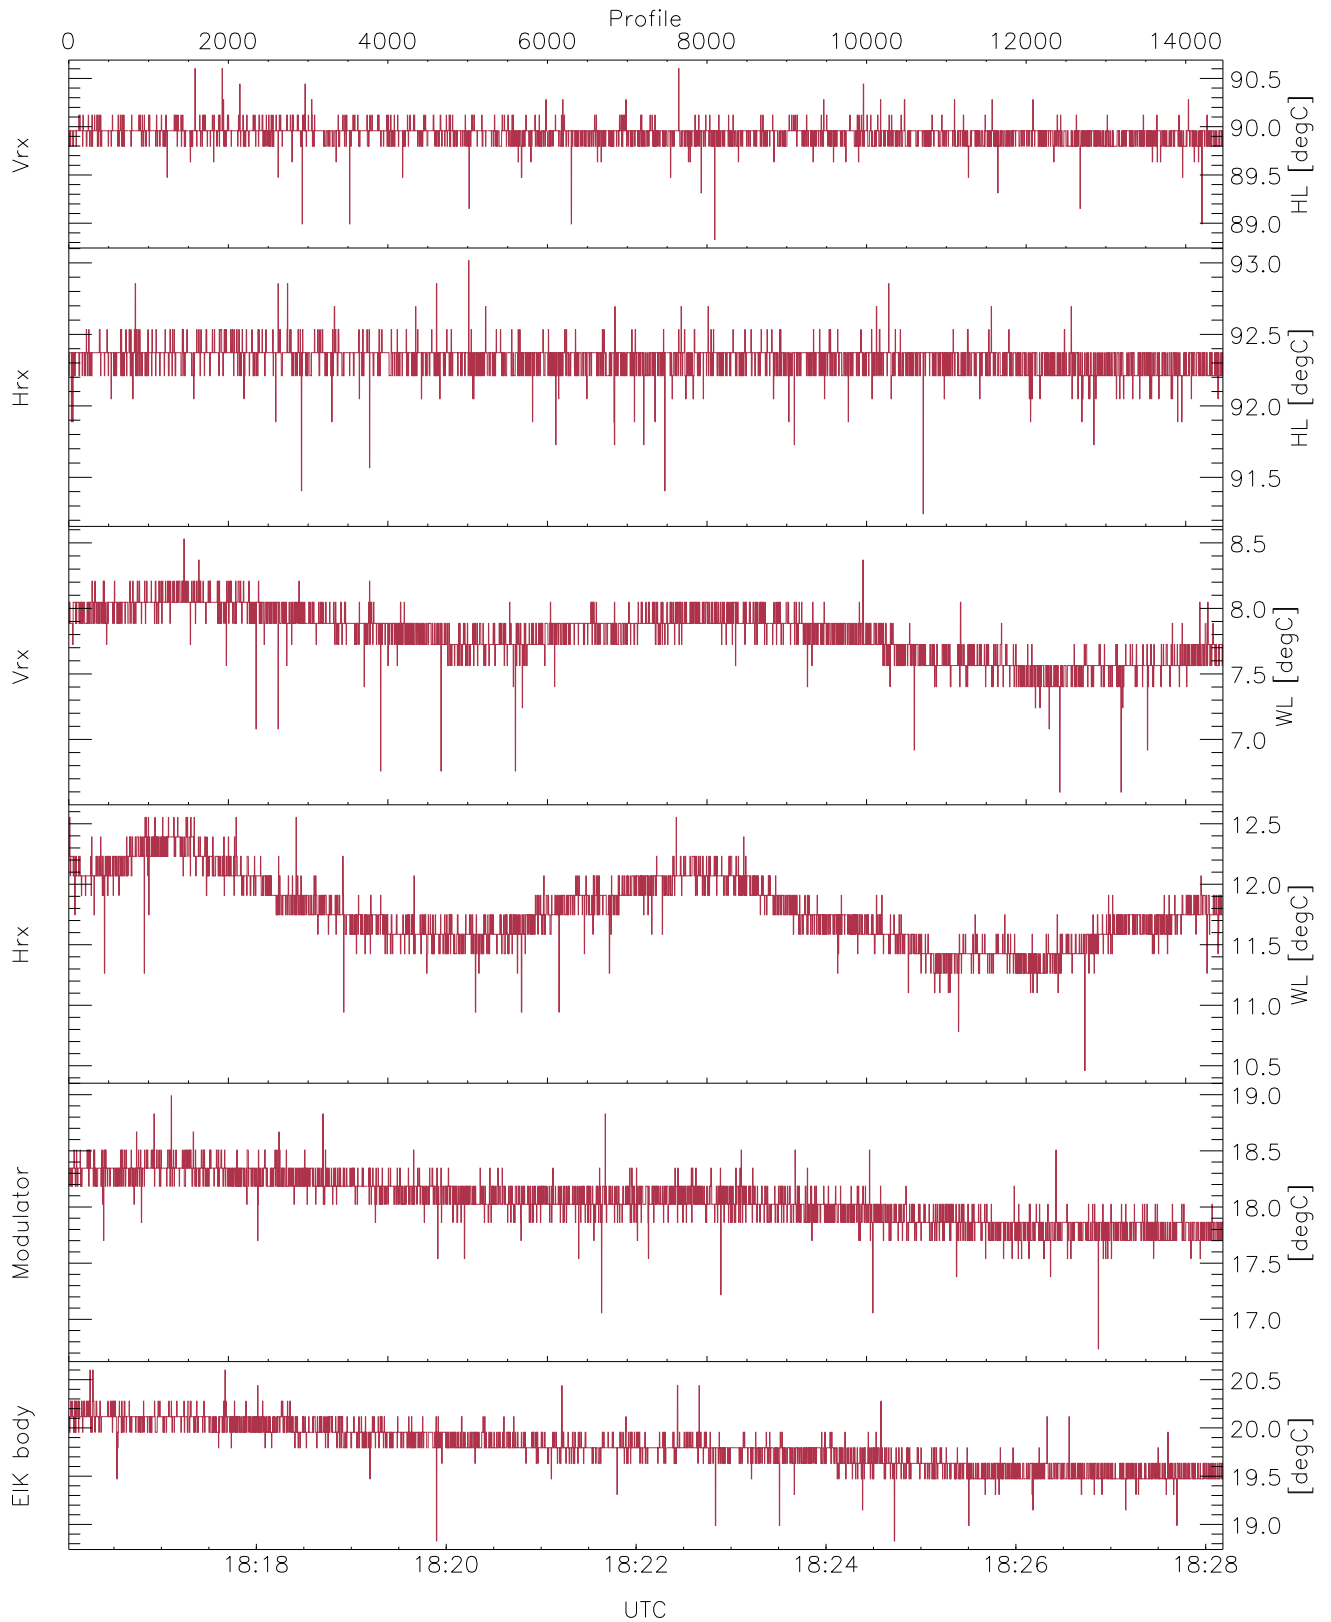 Profile
0 2000 4000 6000 8000 10000 12000 14000
Vrx
90.5
90.0
89.5
89.0
HL [degC]
Hrx
93.0
92.5
92.0
91.5
HL [degC]
Vrx
8.5
8.0
7.5
7.0
WL [degC]
Hrx
12.5
12.0
11.5
11.0
10.5
WL [degC]
Modulator
19.0
18.5
18.0
17.5
17.0
[degC]
EIK body
20.5
20.0
19.5
19.0
[degC]
18:18 18:20 18:22 18:24 18:26 18:28
UTC